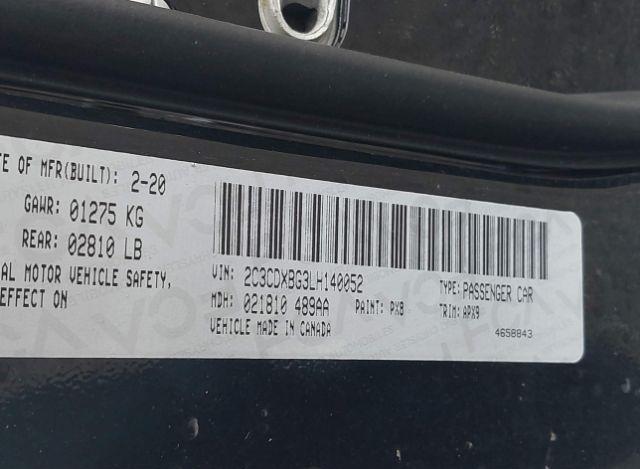 TE OF MFR(BUILT): 2-20
GAWR: 01275 KG
REAR: 02810 LB
AL MOTOR VEHICLE SAFETY,
EFFECT ON
VIN: 2C3CDXBG3LH140052
TYPE: PASSENGER CAR
MDH: 021810 489AA PAINT: PX8 TRIM: APX9
VEHICLE MADE IN CANADA
4658843